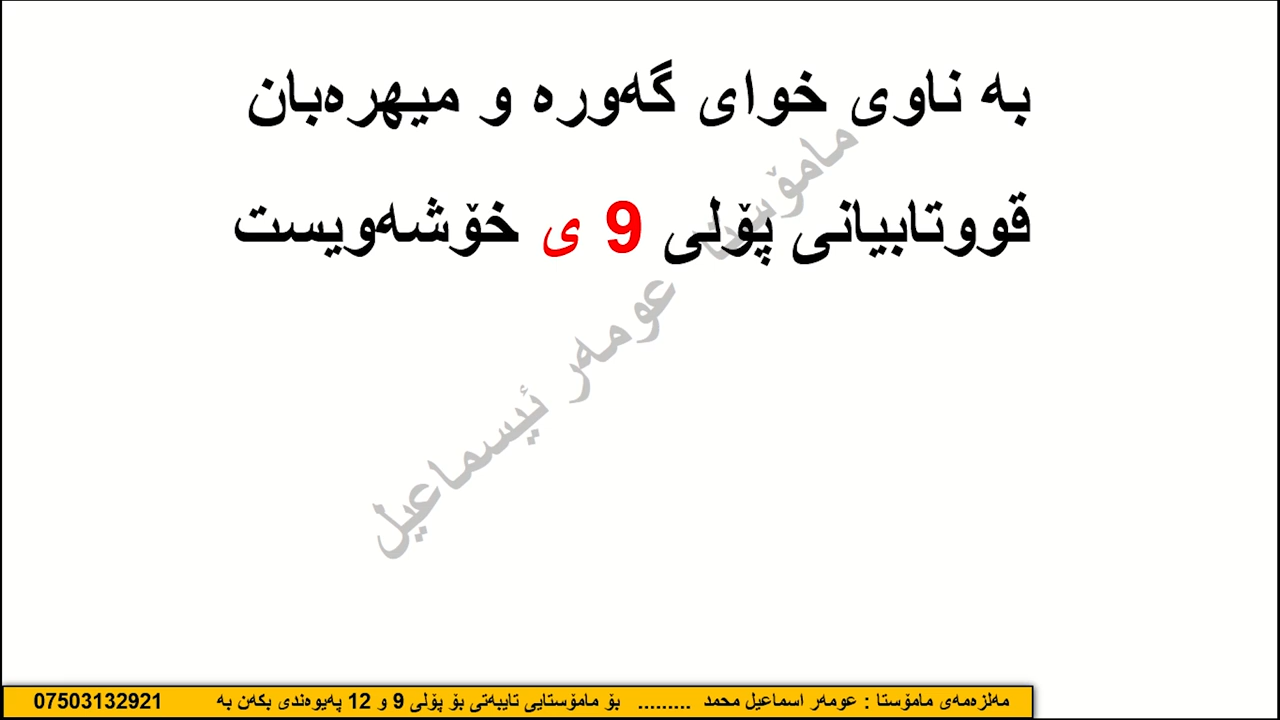 بە ناوی خوای گەورە و میهرەبان
قووتابیانی پۆلی 9 ی خۆشەویست
مامۆستا عومەر ئیسماعیل
مەلزەمەی مامۆستا : عومەر اسماعیل محمد ......... بۆ مامۆستایی تایبەتی بۆ پۆلی 9 و 12 پەیوەندی بکەن بە 07503132921